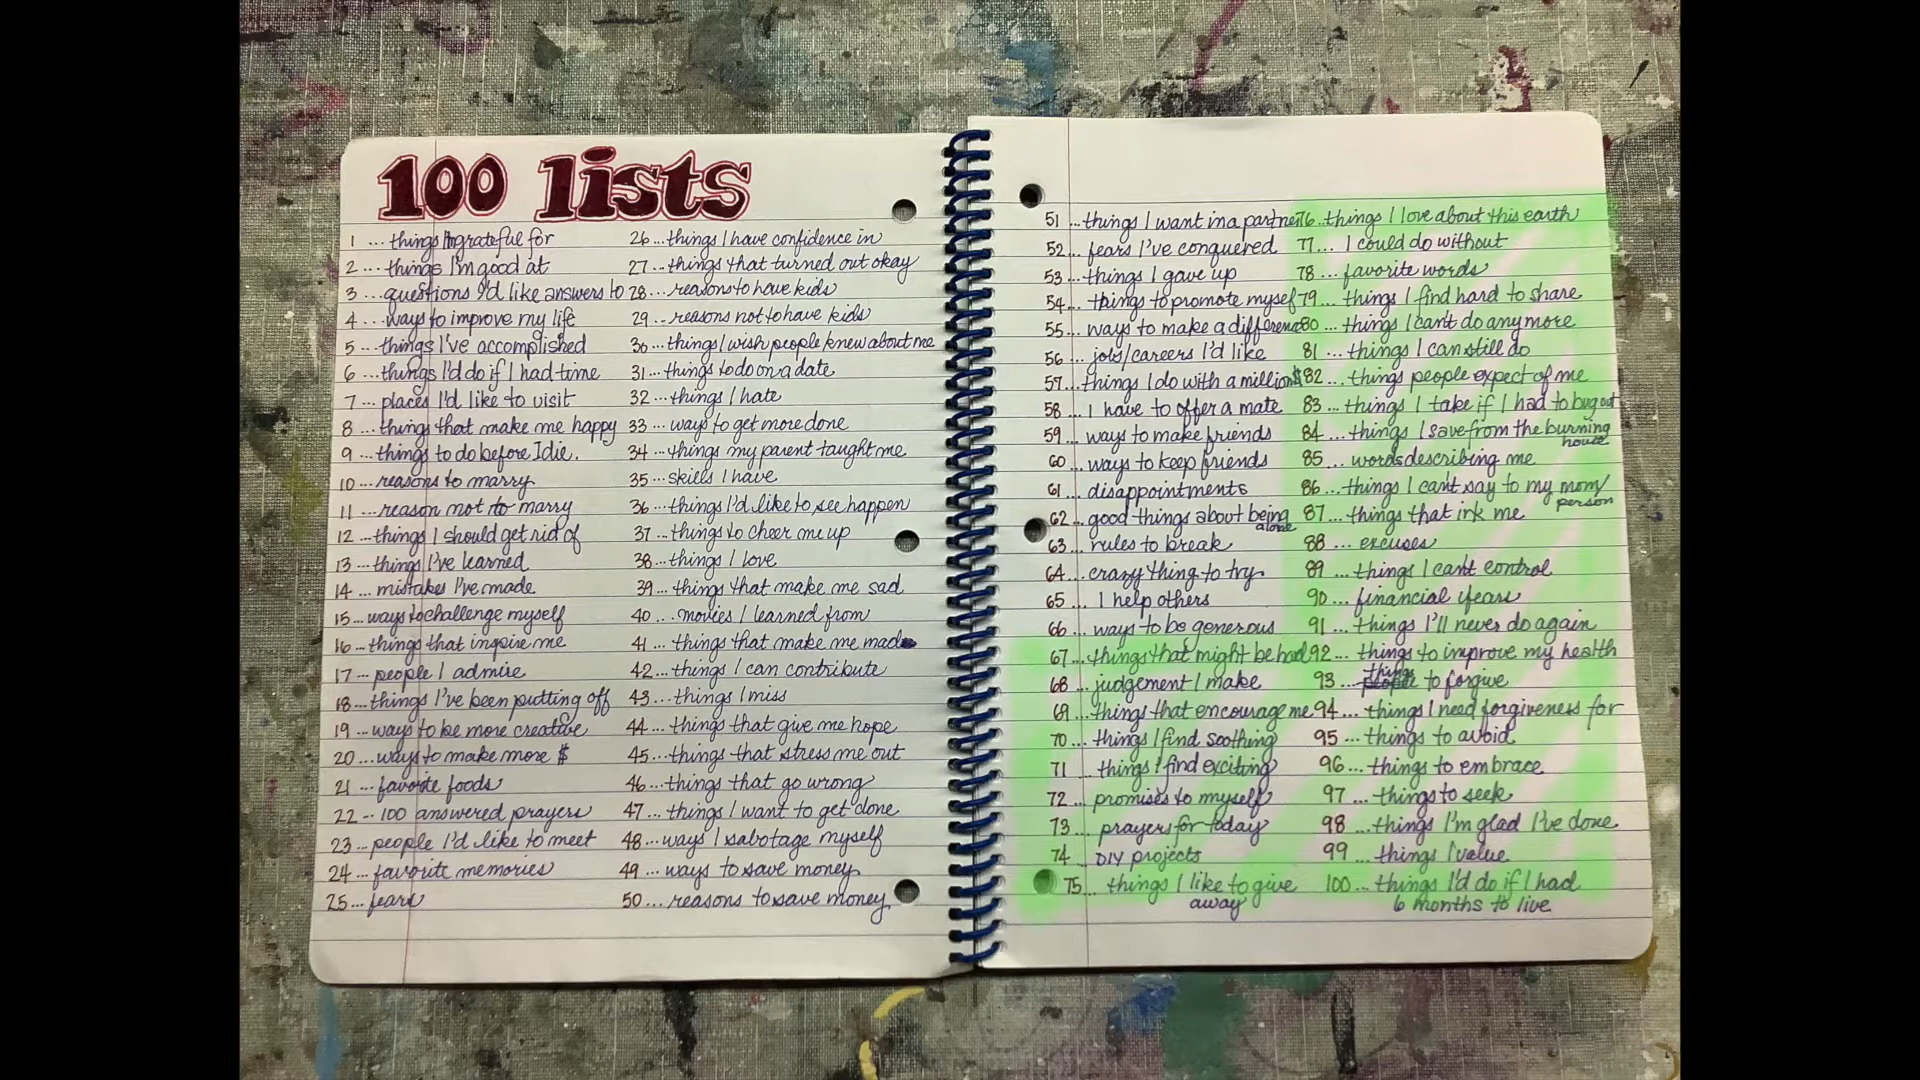 100 lists
1 ... things I'm grateful for
2 ... things I'm good at
3 ... questions I'd like answers to
4 ... ways to improve my life
5 ... things I've accomplished
6 ... things I'd do if I had time
7 ... places I'd like to visit
8 ... things that make me happy
9 ... things to do before I die.
10 ... reasons to marry
11 ... reason not to marry
12 ... things I should get rid of
13 ... things I've learned
14 ... mistakes I've made
15 ... ways to challenge myself
16 ... things that inspire me
17 ... people I admire
18 ... things I've been putting off
19 ... ways to be more creative
20 ... ways to make more $
21 ... favorite foods
22 ... 100 answered prayers
23 ... people I'd like to meet
24 ... favorite memories
25 ... fears
26 ... things I have confidence in
27 ... things that turned out okay
28 ... reasons to have kids
29 ... reasons not to have kids
30 ... things I wish people knew about me
31 ... things to do on a date
32 ... things I hate
33 ... ways to get more done
34 ... things my parent taught me
35 ... skills I have
36 ... things I'd like to see happen
37 ... things to cheer me up
38 ... things I love
39 ... things that make me sad
40 ... movies I learned from
41 ... things that make me mad
42 ... things I can contribute
43 ... things I miss
44 ... things that give me hope
45 ... things that stress me out
46 ... things that go wrong
47 ... things I want to get done
48 ... ways I sabotage myself
49 ... ways to save money
50 ... reasons to save money
51 ... things I want in a partner
52 ... fears I've conquered
53 ... things I gave up
54 ... things to promote myself
55 ... ways to make a difference
56 ... jobs/careers I'd like
57 ... things I do with a million $
58 ... I have to offer a mate
59 ... ways to make friends
60 ... ways to keep friends
61 ... disappointments
62 ... good things about being
alone
63 ... rules to break
64 ... crazy thing to try
65 ... I help others
66 ... ways to be generous
67 ... things that might be had
68 ... judgement I make
69 ... things that encourage me
70 ... things I find soothing
71 ... things I find exciting
72 ... promises to myself
73 ... prayers for today
74 ... DIY projects
75 ... things I like to give
away
76 ... things I love about this earth
77 ... I could do without
78 ... favorite words
79 ... things I find hard to share
80 ... things I can't do anymore
81 ... things I can still do
82 ... things people expect of me
83 ... things I take if I had to bug out
84 ... things I save from the burning
house
85 ... words describing me
86 ... things I can't say to my mom/
person
87 ... things that irk me
88 ... excuses
89 ... things I can't control
90 ... financial fears
91 ... things I'll never do again
92 ... things to improve my health
93 ... things to forgive
94 ... things I need forgiveness for
95 ... things to avoid
96 ... things to embrace
97 ... things to seek
98 ... things I'm glad I've done
99 ... things I value
100 ... things I'd do if I had
6 months to live